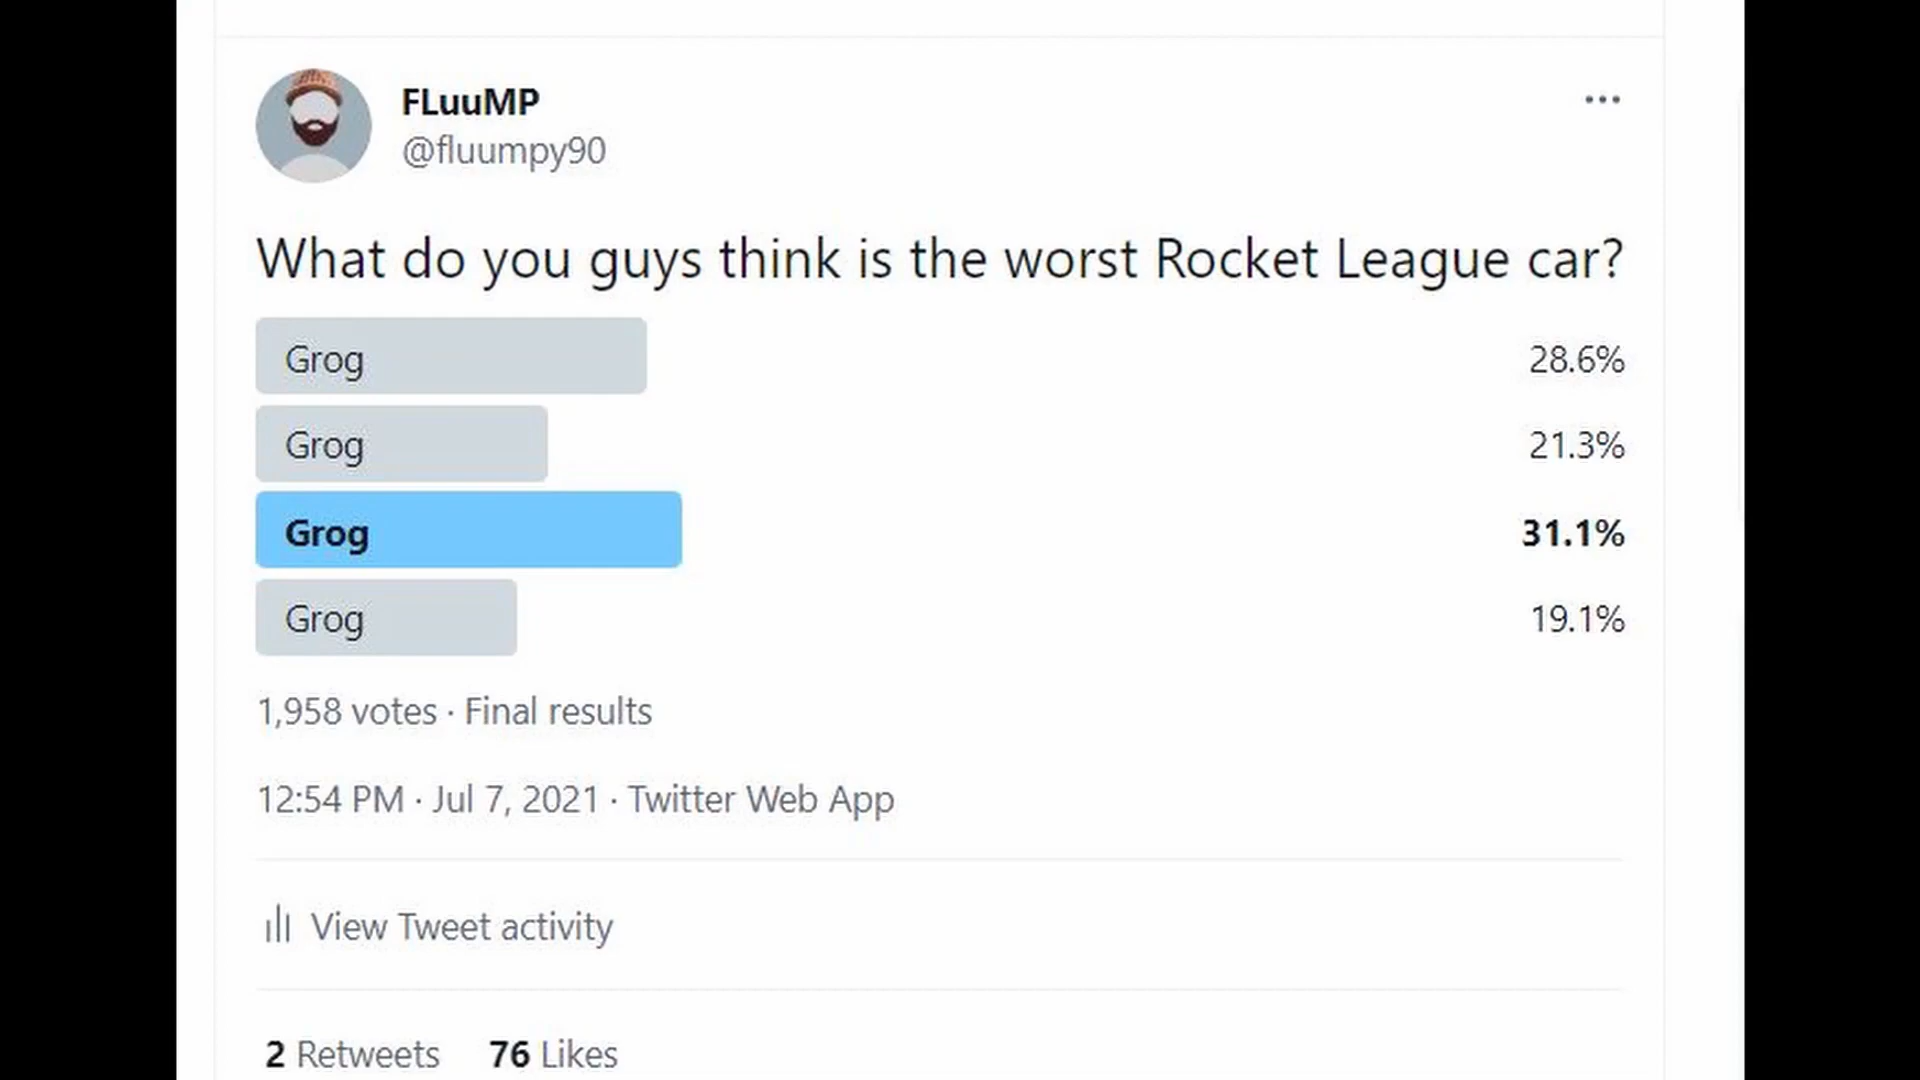 FLuuMP
@fluumpy90
What do you guys think is the worst Rocket League car?
Grog 28.6%
Grog 21.3%
Grog 31.1%
Grog 19.1%
1,958 votes · Final results
12:54 PM · Jul 7, 2021 · Twitter Web App
View Tweet activity
2 Retweets 76 Likes